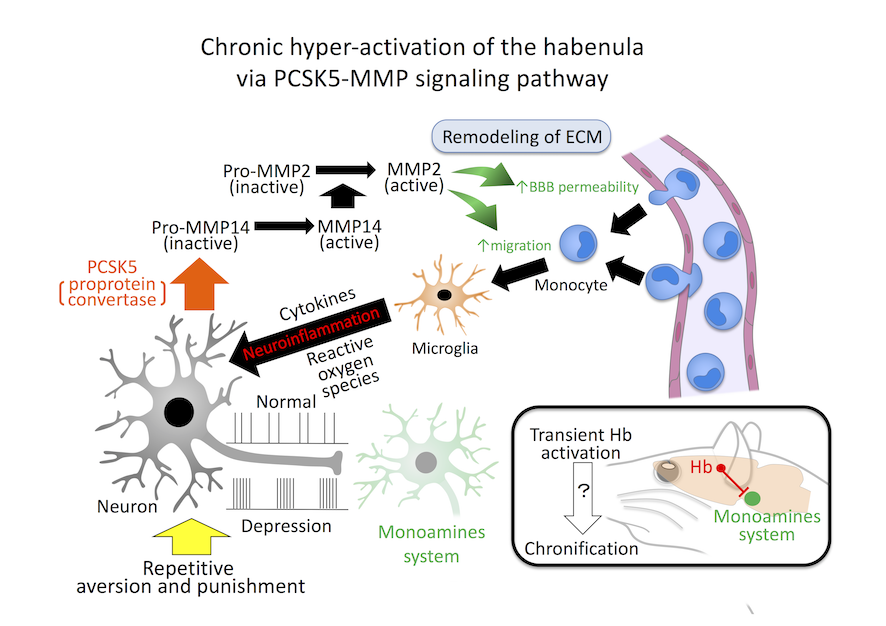 Chronic hyper-activation of the habenula
via PCSK5-MMP signaling pathway
Remodeling of ECM
Pro-MMP2
(inactive)
MMP2
(active)
↑BBB permeability
Pro-MMP14
(inactive)
MMP14
(active)
↑migration
PCSK5
proprotein
convertase
Monocyte
Cytokines
Neuroinflammation
Reactive
oxygen
species
Microglia
Normal
Neuron
Depression
Monoamines
system
Repetitive
aversion and punishment
Transient Hb
activation
?
Chronification
Hb
Monoamines
system